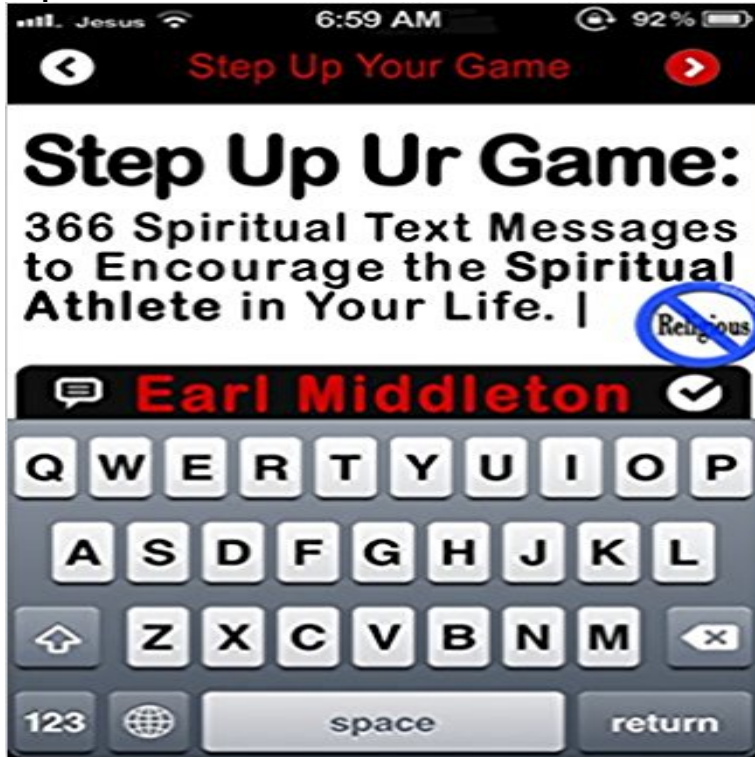 Jesus 6:59 AM 92%
Step Up Your Game
Step Up Ur Game:
366 Spiritual Text Messages
to Encourage the Spiritual
Athlete in Your Life. |
Religious
Earl Middleton
Q W E R T Y U I O P
A S D F G H J K L
Z X C V B N M
123 space return